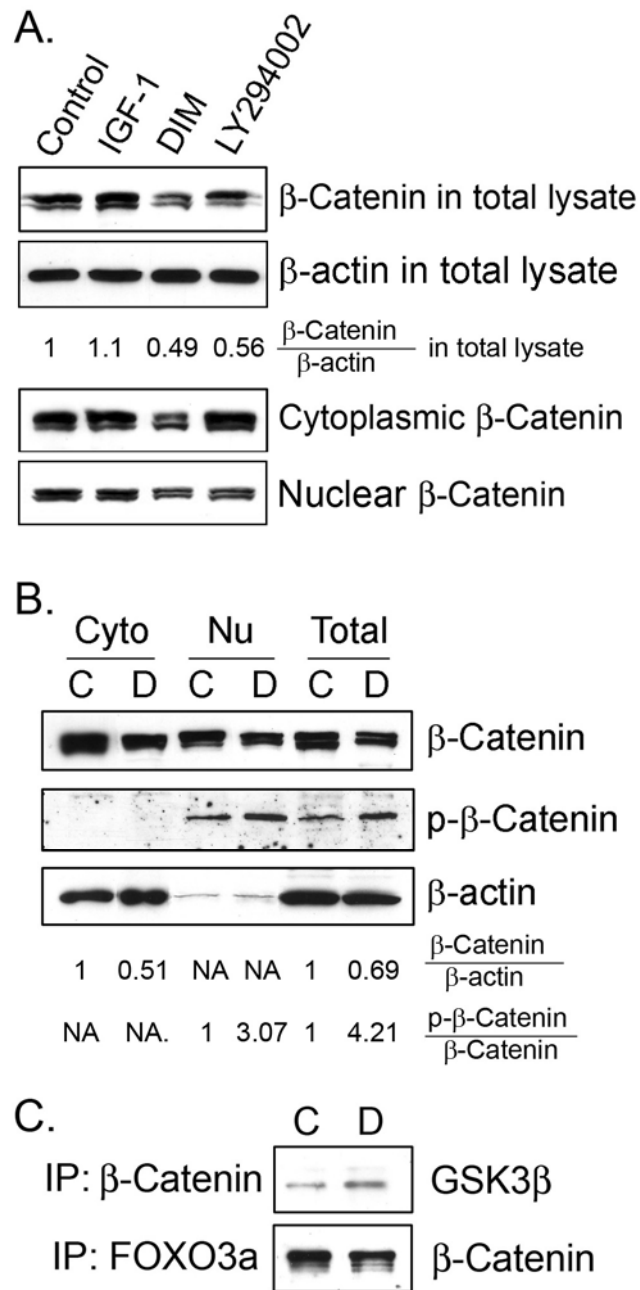 A.
Control IGF-1 DIM LY294002
β-Catenin in total lysate
β-actin in total lysate
1 1.1 0.49 0.56 β-Catenin
β-actin in total lysate
Cytoplasmic β-Catenin
Nuclear β-Catenin
B.
Cyto Nu Total
C D C D C D
β-Catenin
p-β-Catenin
β-actin
1 0.51 NA NA 1 0.69 β-Catenin
β-actin
NA NA. 1 3.07 1 4.21 p-β-Catenin
β-Catenin
C.
C D
IP: β-Catenin GSK3β
IP: FOXO3a β-Catenin